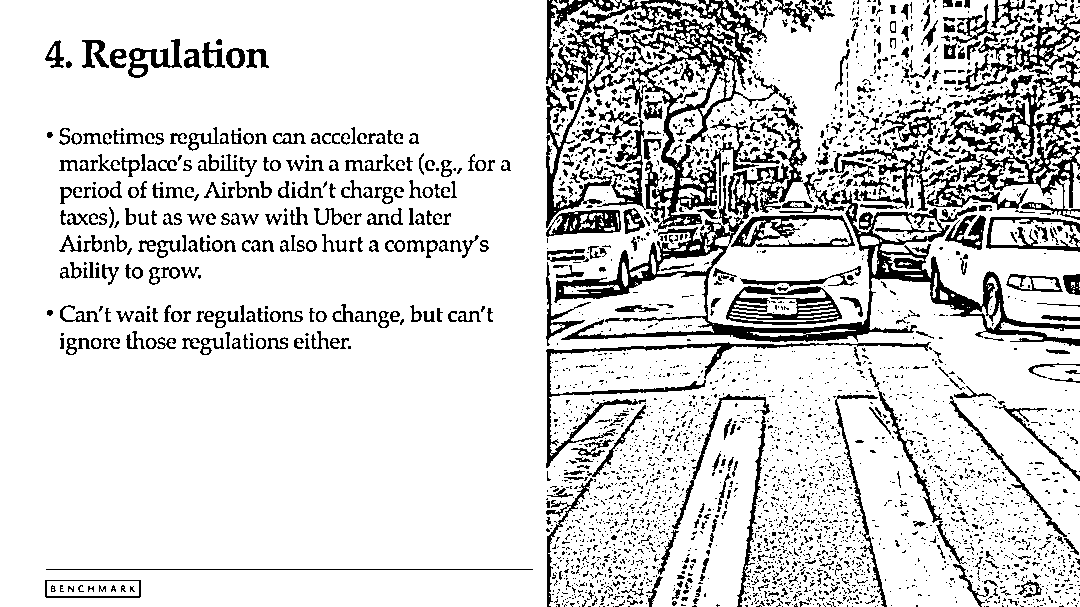 4. Regulation
• Sometimes regulation can accelerate a
marketplace's ability to win a market (e.g., for a
period of time, Airbnb didn't charge hotel
taxes), but as we saw with Uber and later
Airbnb, regulation can also hurt a company's
ability to grow.
• Can't wait for regulations to change, but can't
ignore those regulations either.
BENCHMARK